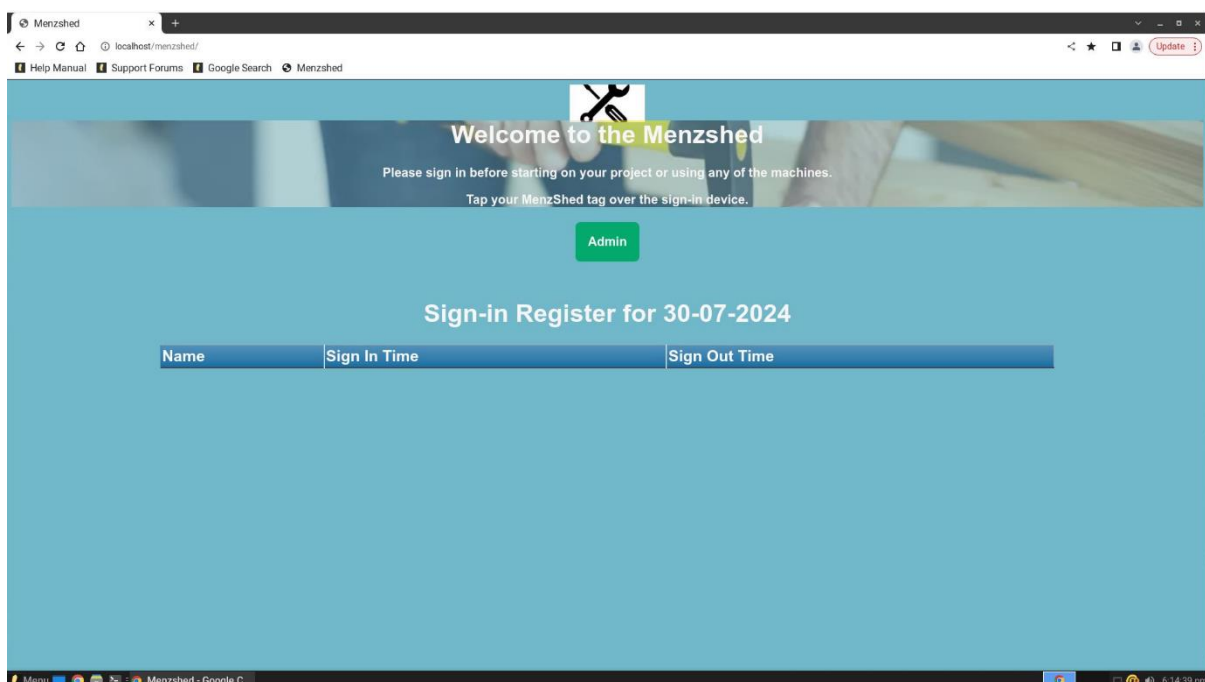 Menzshed
localhost/menzshed/
Update
Help Manual Support Forums Google Search Menzshed
Welcome to the Menzshed
Please sign in before starting on your project or using any of the machines.
Tap your MenzShed tag over the sign-in device.
Admin
Sign-in Register for 30-07-2024
Name Sign In Time Sign Out Time
Menu Menzshed - Google C 6:14:39 pm